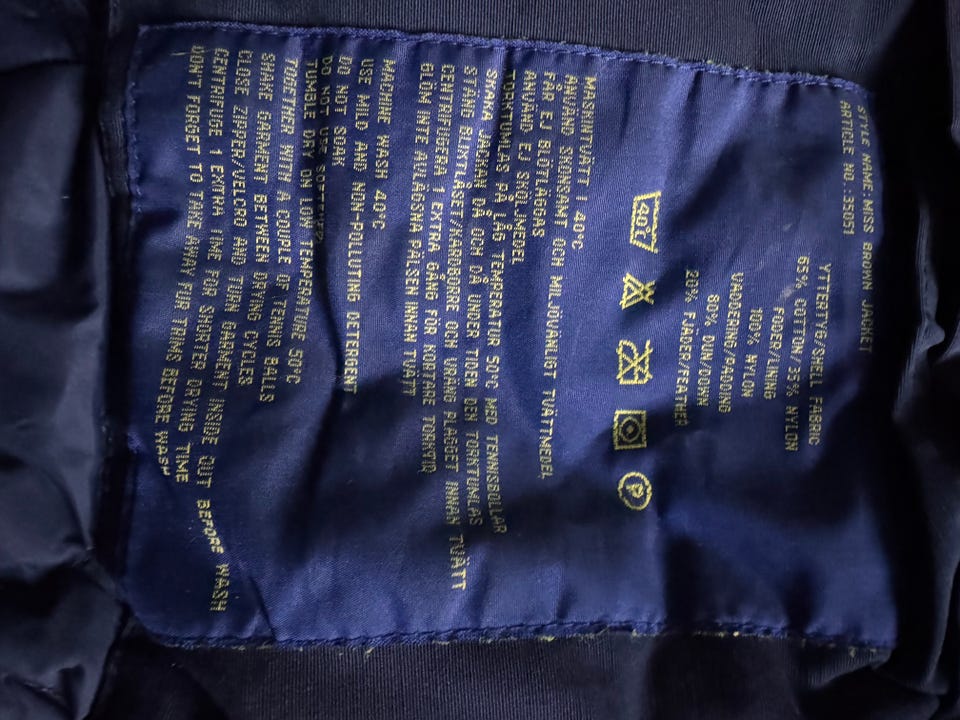 STYLE NAME:MISS BROWN JACKET
ARTICLE NO :35051
YTTERTYG/SHELL FABRIC
65% COTTON/35% NYLON
FODER/LINING
100% NYLON
VADDERING/PADDING
80% DUN/DOWN
20% FJÄDER/FEATHER
40°C
P
MASKINTVÄTT I 40°C
ANVÄND SKONSAMT OCH MILJÖVÄNLIGT TVÄTTMEDEL
FÅR EJ BLÖTLÄGGAS
ANVÄND EJ SKÖLJMEDEL
TORKTUMLAS PÅ LÅG TEMPERATUR 50°C MED TENNISBOLLAR
SKAKA JACKAN DÅ OCH DÅ UNDER TIDEN DEN TORKTUMLAS
STÄNG BLIXTLÅSET/KARDBORRE OCH VRÄNG PLAGGET INNAN TVÄTT
CENTRIFUGERA 1 EXTRA GÅNG FÖR KORTARE TORKTID
GLÖM INTE AVLÄGSNA PÄLSEN INNAN TVÄTT
MACHINE WASH 40°C
USE MILD AND NON-POLLUTING DETERGENT
DO NOT SOAK
DO NOT USE SOFTENER
TUMBLE DRY ON LOW TEMPERATURE 50°C
TOGETHER WITH A COUPLE OF TENNIS BALLS
SHAKE GARMENT BETWEEN DRYING CYCLES
CLOSE ZIPPER/VELCRO AND TURN GARMENT INSIDE OUT BEFORE WASH
CENTRIFUGE 1 EXTRA TIME FOR SHORTER DRYING TIME
DON'T FORGET TO TAKE AWAY FUR TRIMS BEFORE WASH